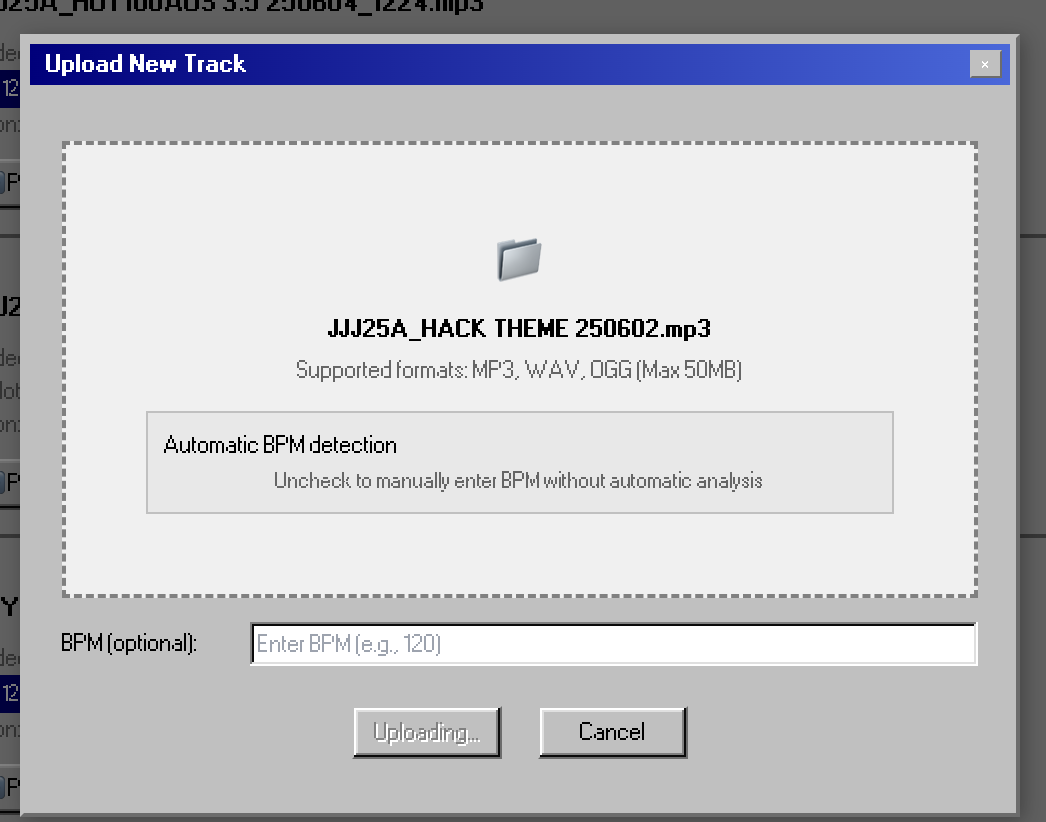 Upload New Track
JJJ25A_HACK THEME 250602.mp3
Supported formats: MP3, WAV, OGG (Max 50MB)
Automatic BPM detection
Uncheck to manually enter BPM without automatic analysis
BPM (optional):
Enter BPM (e.g., 120)
Uploading...
Cancel